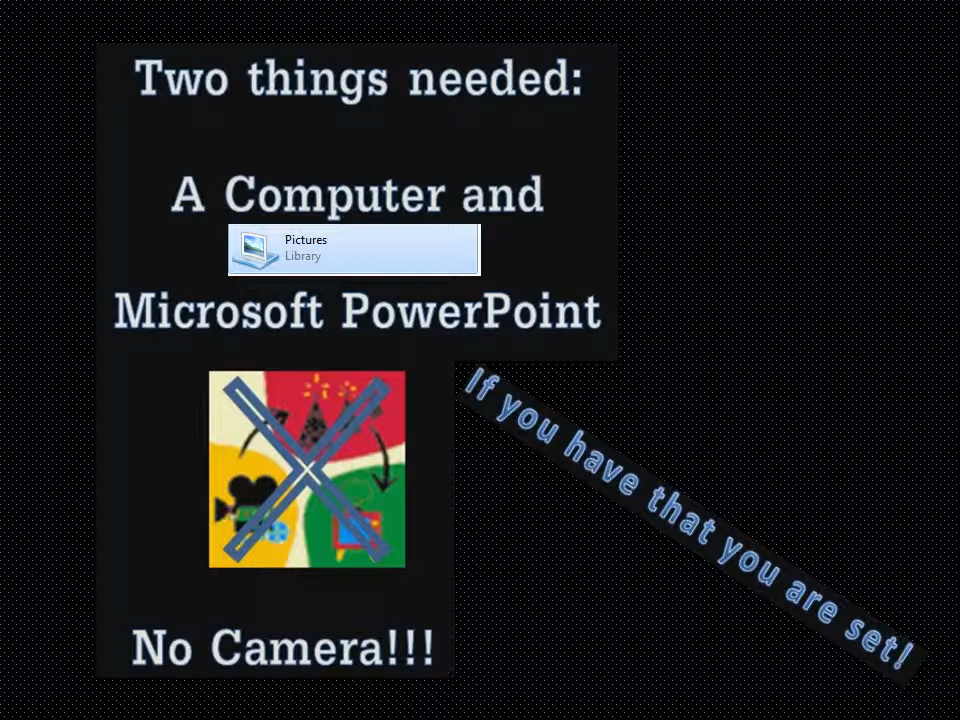 Two things needed:
A Computer and
Pictures
Library
Microsoft PowerPoint
If you have that you are set!
No Camera!!!